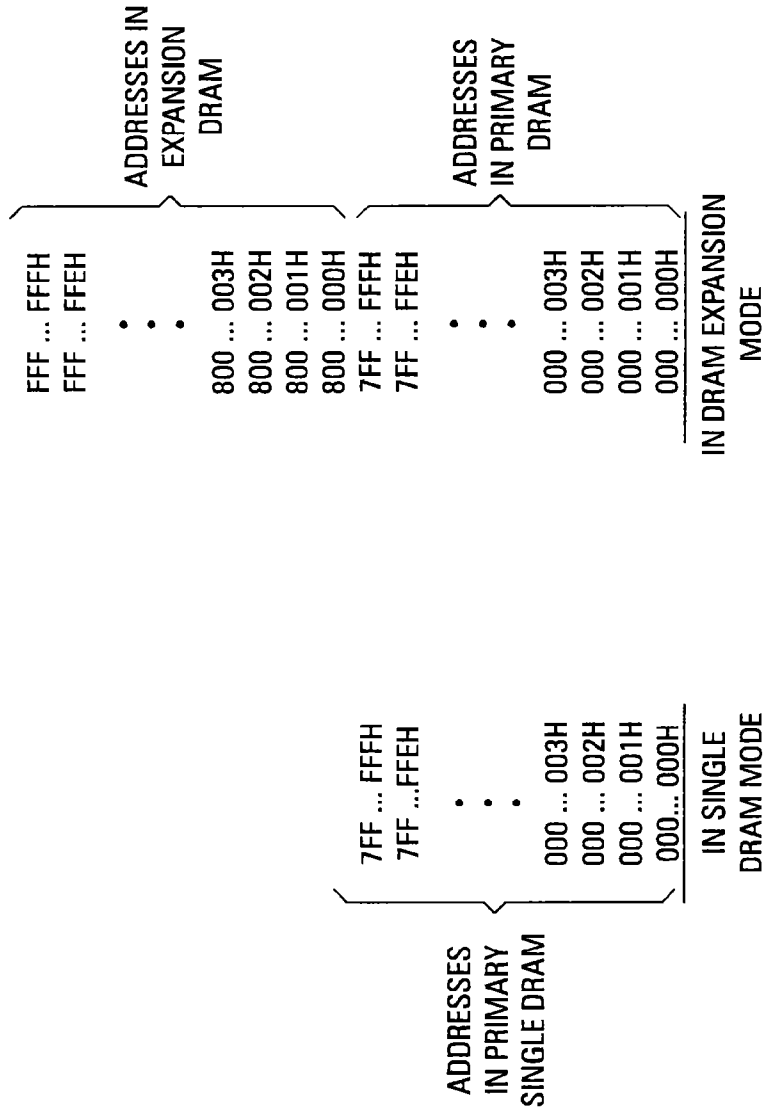 ADDRESSES
IN PRIMARY
SINGLE DRAM
7FF ... FFFH
7FF ...FFEH
• • •
000 ... 003H
000 ... 002H
000 ... 001H
000... 000H
IN SINGLE
DRAM MODE
FFF ... FFFH
FFF ... FFEH
• • •
800 ... 003H
800 ... 002H
800 ... 001H
800 ... 000H
7FF ... FFFH
7FF ... FFEH
• • •
000 ... 003H
000 ... 002H
000 ... 001H
000 ... 000H
IN DRAM EXPANSION
MODE
ADDRESSES IN
EXPANSION
DRAM
ADDRESSES
IN PRIMARY
DRAM